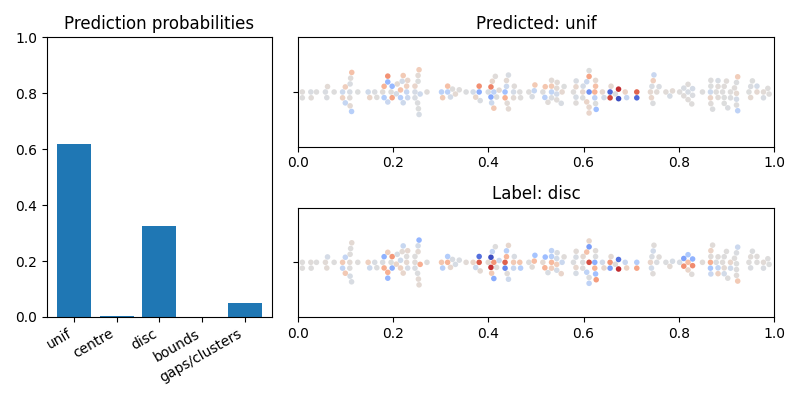 Prediction probabilities
1.0
0.8
0.6
0.4
0.2
0.0
unif
centre
disc
bounds
gaps/clusters
Predicted: unif
0.0 0.2 0.4 0.6 0.8 1.0
Label: disc
0.0 0.2 0.4 0.6 0.8 1.0